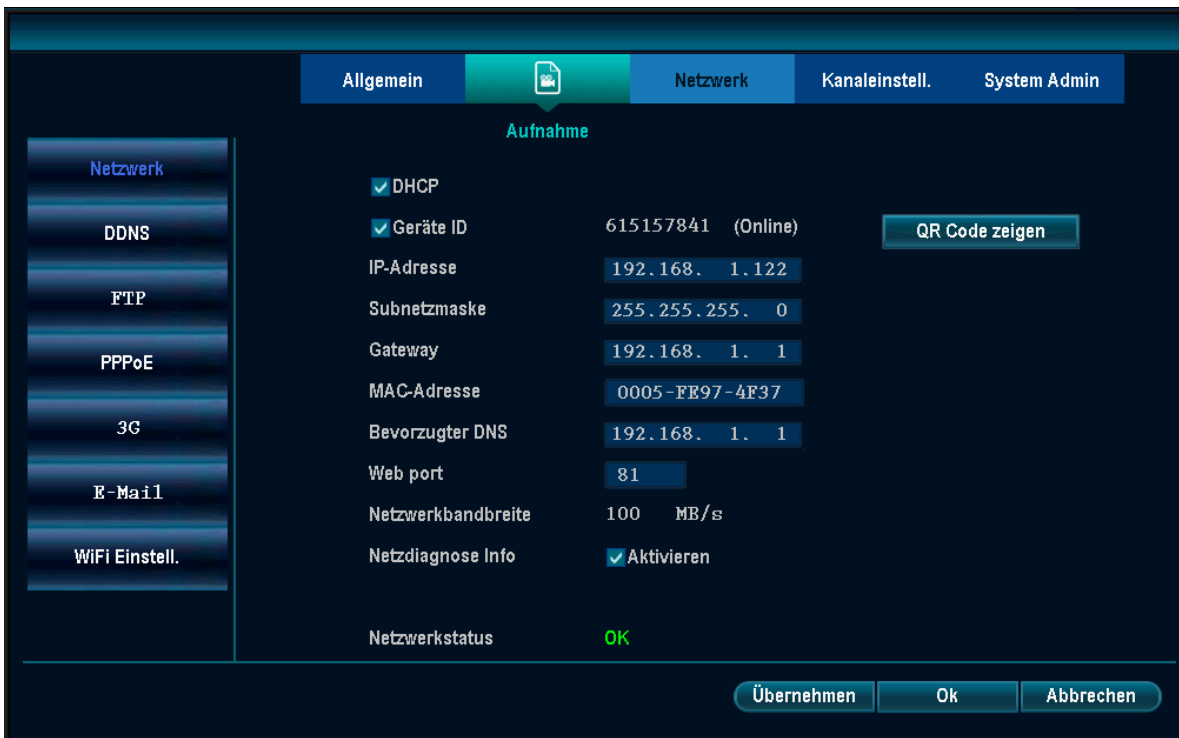 Allgemein
Netzwerk
Kanaleinstell.
System Admin
Aufnahme
Netzwerk
DDNS
FTP
PPPoE
3G
E-Mail
WiFi Einstell.
DHCP
Geräte ID 615157841 (Online) QR Code zeigen
IP-Adresse 192.168. 1.122
Subnetzmaske 255.255.255. 0
Gateway 192.168. 1. 1
MAC-Adresse 0005-FE97-4F37
Bevorzugter DNS 192.168. 1. 1
Web port 81
Netzwerkbandbreite 100 MB/s
Netzdiagnose Info Aktivieren
Netzwerkstatus OK
Übernehmen
Ok
Abbrechen